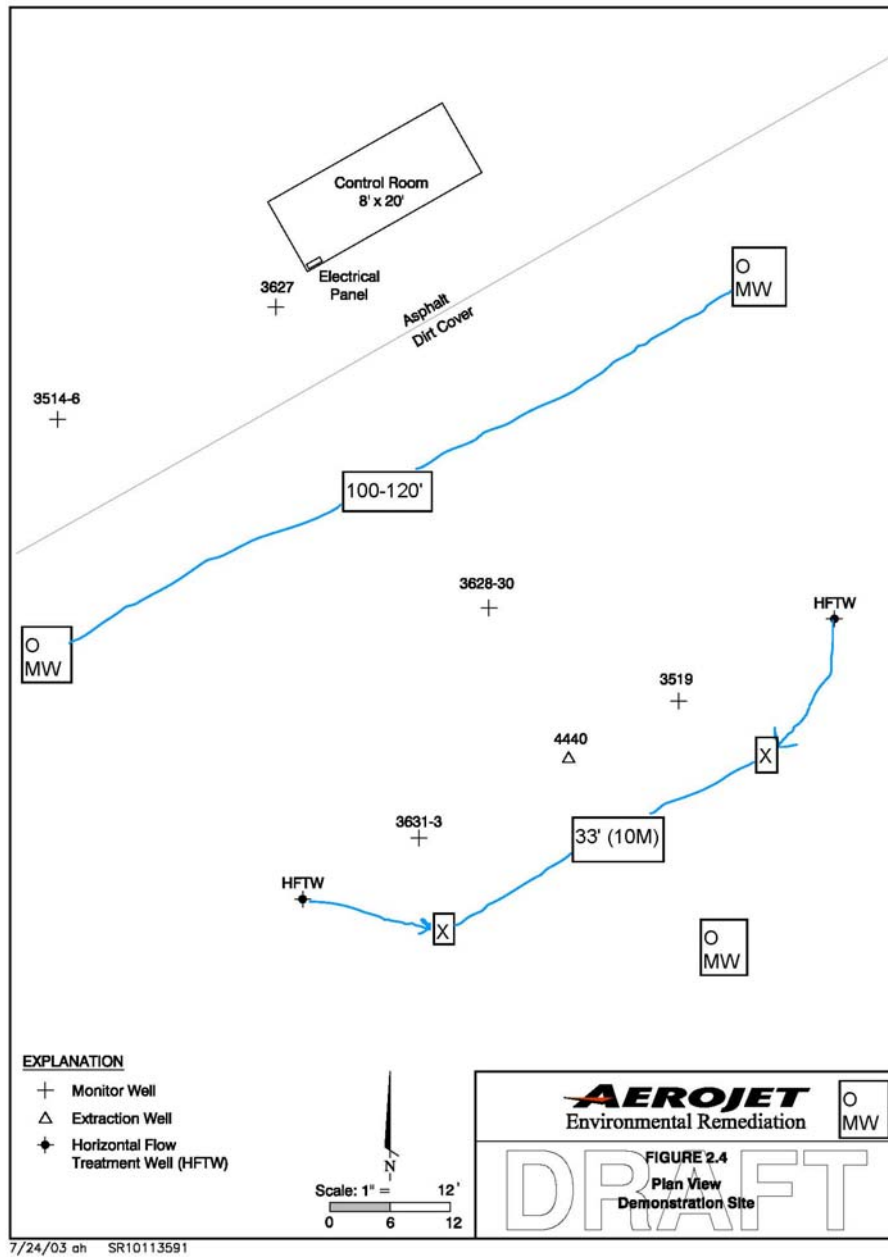 Control Room
8' x 20'
Electrical
Panel
3627
O
MW
Asphalt
Dirt Cover
3514-6
100-120'
3628-30
HFTW
O
MW
3519
4440
3631-3
33' (10M)
X
HFTW
X
O
MW
EXPLANATION
Monitor Well
Extraction Well
Horizontal Flow
Treatment Well (HFTW)
N
Scale: 1" = 12'
0 6 12
AEROJET
Environmental Remediation
O
MW
DRAFT
FIGURE 2.4
Plan View
Demonstration Site
7/24/03 ah SR10113591